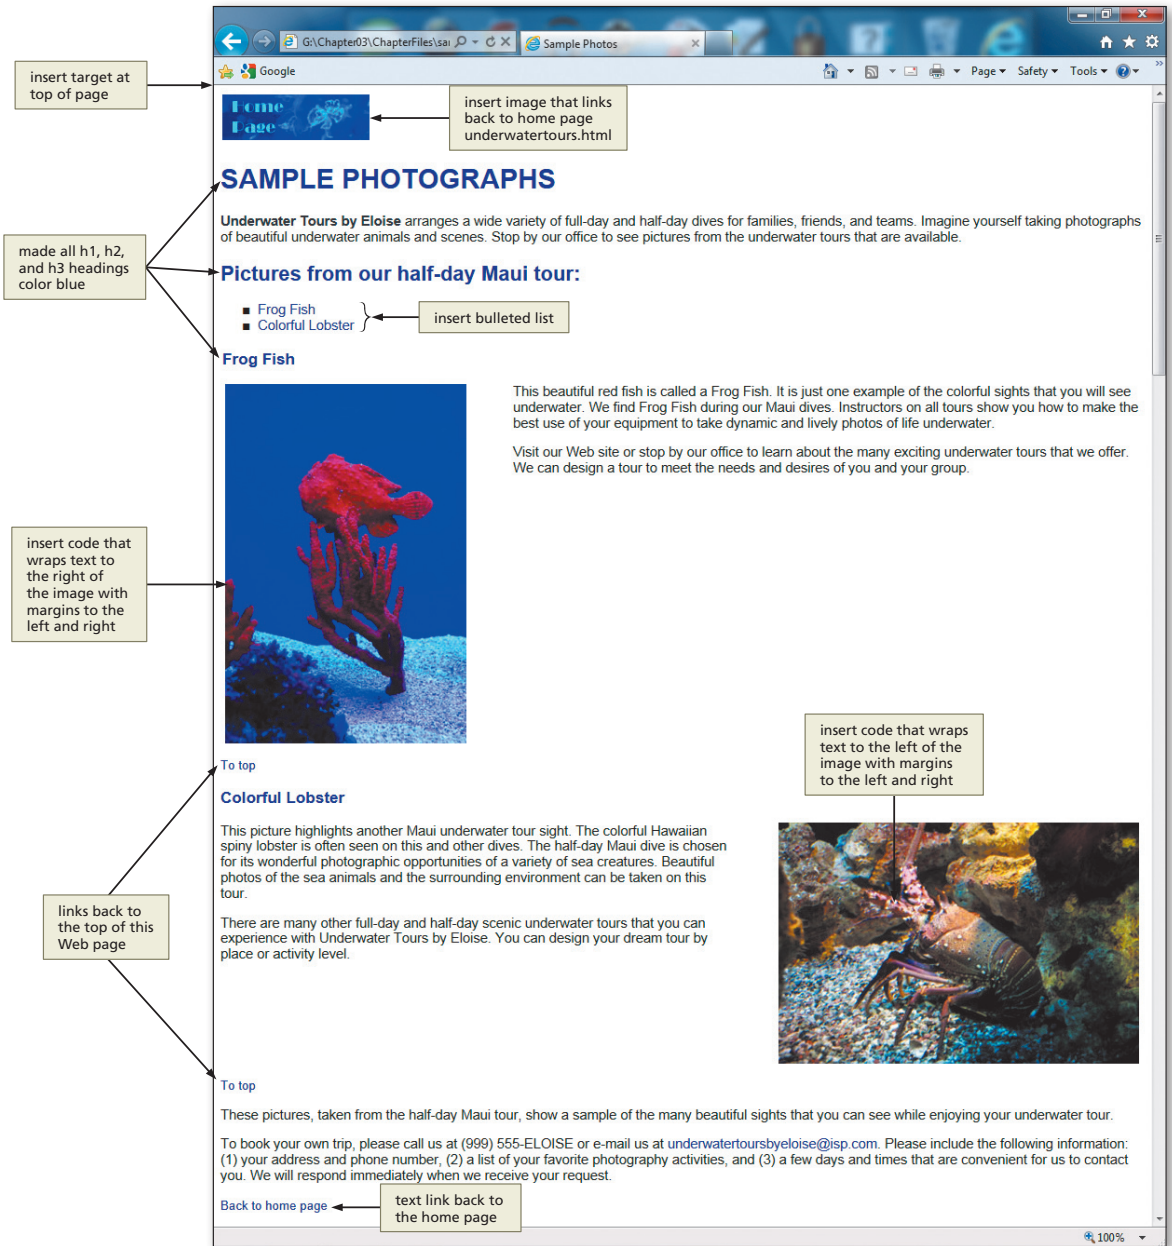 G:\Chapter03\ChapterFiles\sa
Sample Photos
Google
Page
Safety
Tools
insert target at
top of page
Home
Page
insert image that links
back to home page
underwatertours.html
SAMPLE PHOTOGRAPHS
Underwater Tours by Eloise arranges a wide variety of full-day and half-day dives for families, friends, and teams. Imagine yourself taking photographs
of beautiful underwater animals and scenes. Stop by our office to see pictures from the underwater tours that are available.
made all h1, h2,
and h3 headings
color blue
Pictures from our half-day Maui tour:
■ Frog Fish
■ Colorful Lobster
insert bulleted list
Frog Fish
This beautiful red fish is called a Frog Fish. It is just one example of the colorful sights that you will see
underwater. We find Frog Fish during our Maui dives. Instructors on all tours show you how to make the
best use of your equipment to take dynamic and lively photos of life underwater.
Visit our Web site or stop by our office to learn about the many exciting underwater tours that we offer.
We can design a tour to meet the needs and desires of you and your group.
insert code that
wraps text to
the right of
the image with
margins to the
left and right
insert code that wraps
text to the left of the
image with margins
to the left and right
To top
Colorful Lobster
This picture highlights another Maui underwater tour sight. The colorful Hawaiian
spiny lobster is often seen on this and other dives. The half-day Maui dive is chosen
for its wonderful photographic opportunities of a variety of sea creatures. Beautiful
photos of the sea animals and the surrounding environment can be taken on this
tour.
There are many other full-day and half-day scenic underwater tours that you can
experience with Underwater Tours by Eloise. You can design your dream tour by
place or activity level.
links back to
the top of this
Web page
To top
These pictures, taken from the half-day Maui tour, show a sample of the many beautiful sights that you can see while enjoying your underwater tour.
To book your own trip, please call us at (999) 555-ELOISE or e-mail us at underwatertoursbyeloise@isp.com. Please include the following information:
(1) your address and phone number, (2) a list of your favorite photography activities, and (3) a few days and times that are convenient for us to contact
you. We will respond immediately when we receive your request.
Back to home page
text link back to
the home page
100%